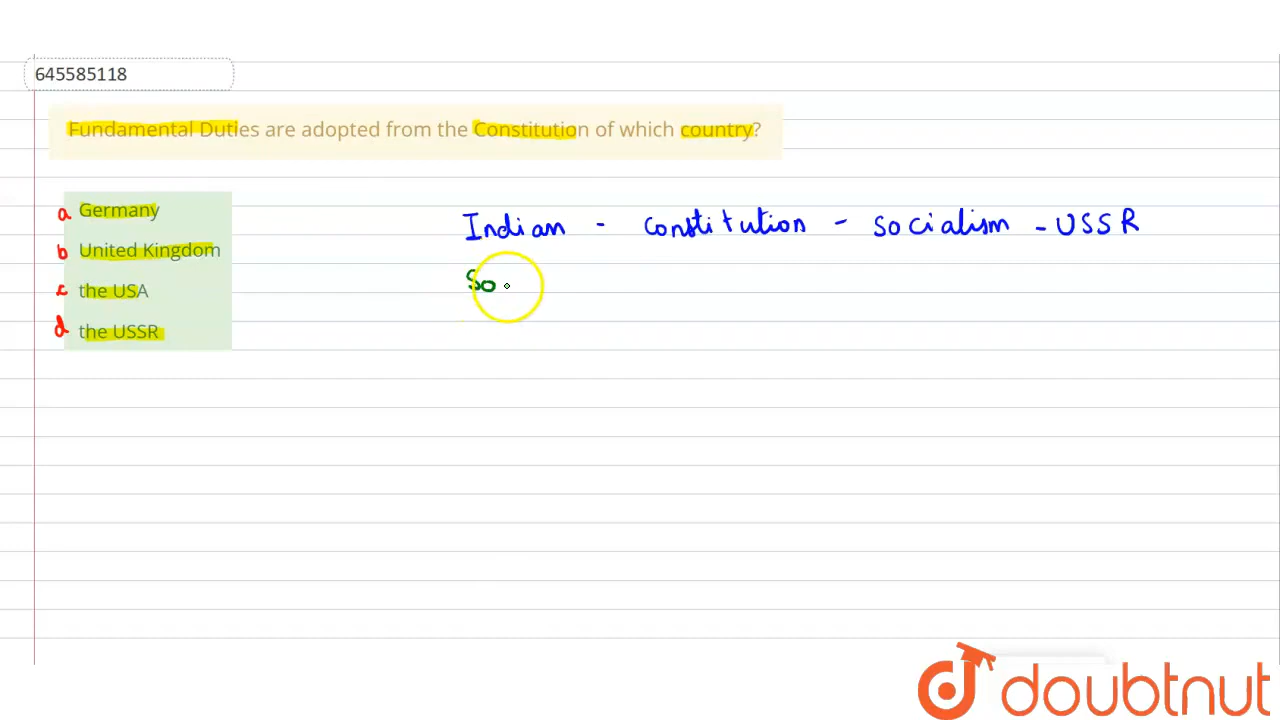 645585118
Fundamental Duties are adopted from the Constitution of which country?
a Germany
b United Kingdom
c the USA
d the USSR
Indian - constitution - socialism - USSR
So
doubtnut